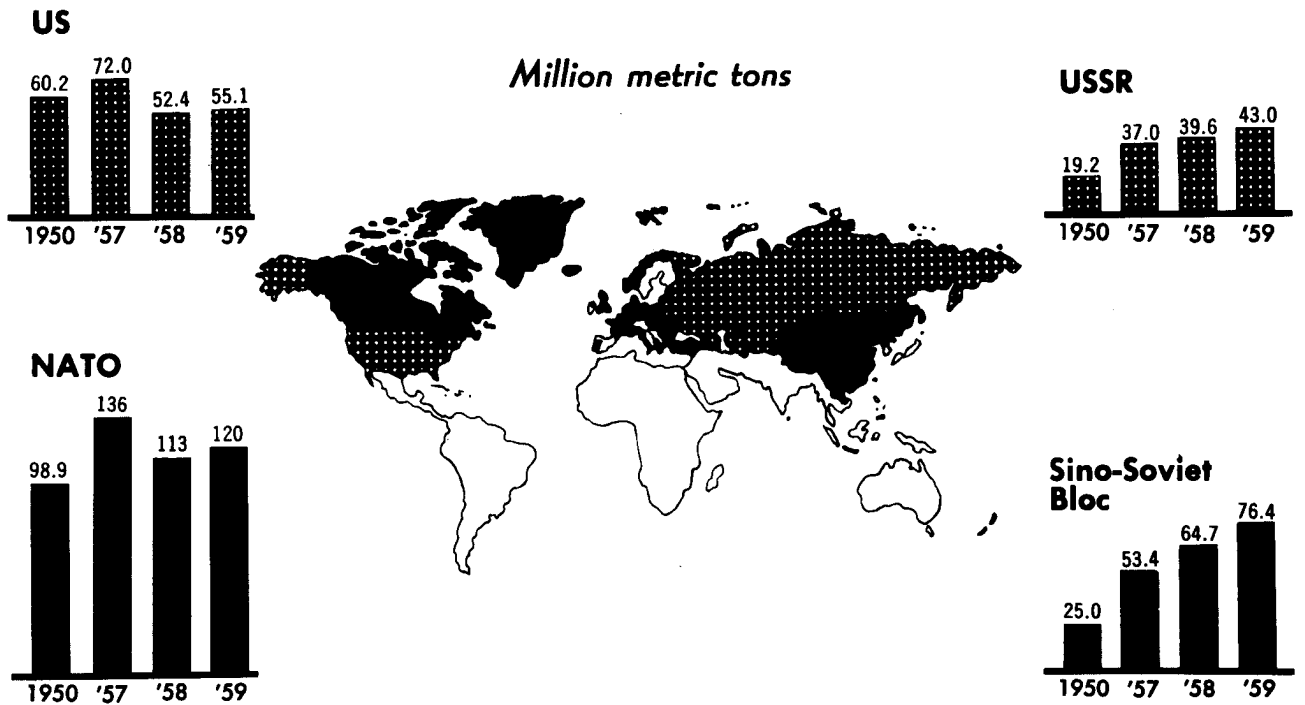 US
60.2
72.0
52.4
55.1
1950 '57 '58 '59
Million metric tons
USSR
19.2
37.0
39.6
43.0
1950 '57 '58 '59
NATO
98.9
136
113
120
1950 '57 '58 '59
Sino-Soviet
Bloc
25.0
53.4
64.7
76.4
1950 '57 '58 '59